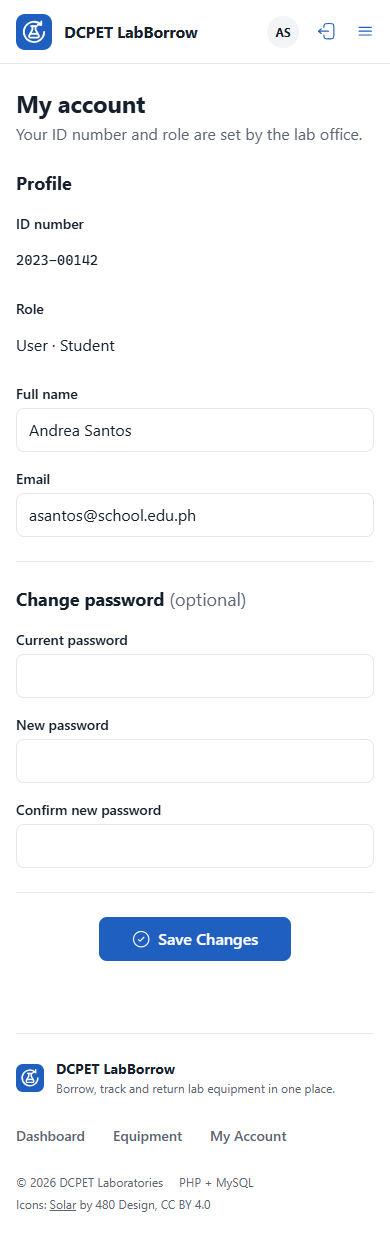 DCPET LabBorrow
AS
My account
Your ID number and role are set by the lab office.
Profile
ID number
2023-00142
Role
User · Student
Full name
Andrea Santos
Email
asantos@school.edu.ph
Change password (optional)
Current password
New password
Confirm new password
Save Changes
DCPET LabBorrow
Borrow, track and return lab equipment in one place.
Dashboard Equipment My Account
© 2026 DCPET Laboratories PHP + MySQL
Icons: Solar by 480 Design, CC BY 4.0